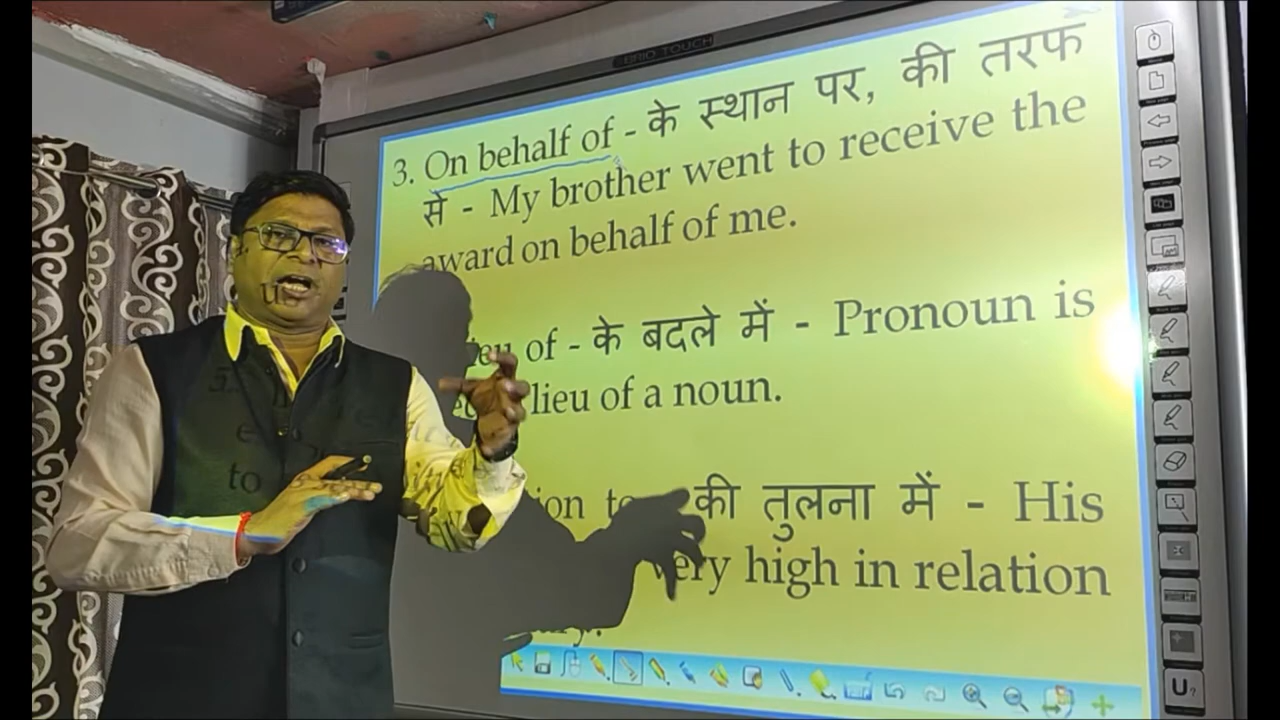 BRIO TOUCH
3. On behalf of - के स्थान पर, की तरफ
से - My brother went to receive the
award on behalf of me.
of - के बदले में - Pronoun is
lieu of a noun.
की तुलना में - His
very high in relation
U?